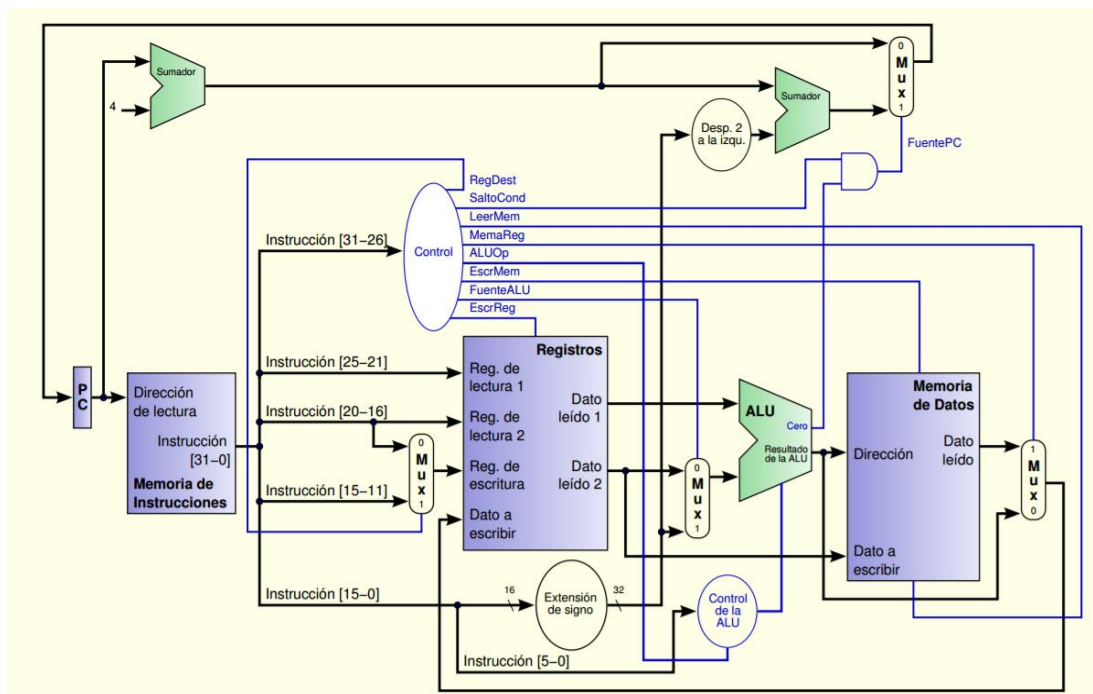 Sumador
4
0
M
u
x
1
Sumador
Desp. 2
a la izqu.
FuentePC
RegDest
SaltoCond
LeerMem
MemaReg
ALUOp
EscrMem
FuenteALU
EscrReg
Control
Instrucción [31−26]
P
C
Dirección
de lectura
Instrucción
[31−0]
Memoria de
Instrucciones
Instrucción [25−21]
Instrucción [20−16]
Instrucción [15−11]
0
M
u
x
1
Registros
Reg. de
lectura 1
Reg. de
lectura 2
Reg. de
escritura
Dato a
escribir
Dato
leído 1
Dato
leído 2
0
M
u
x
1
ALU
Cero
Resultado
de la ALU
Memoria
de Datos
Dirección
Dato
leído
Dato a
escribir
1
M
u
x
0
Instrucción [15−0]
16
Extensión
de signo
32
Control
de la
ALU
Instrucción [5−0]